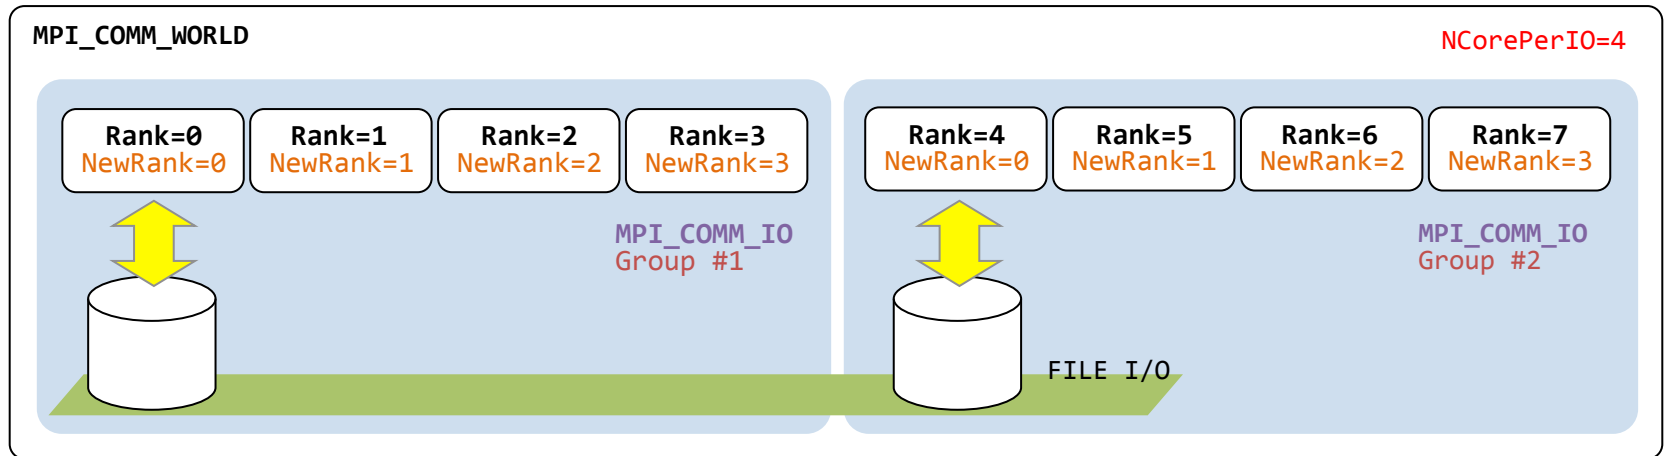 MPI_COMM_WORLD
NCorePerIO=4
Rank=0
NewRank=0
Rank=1
NewRank=1
Rank=2
NewRank=2
Rank=3
NewRank=3
MPI_COMM_IO
Group #1
Rank=4
NewRank=0
Rank=5
NewRank=1
Rank=6
NewRank=2
Rank=7
NewRank=3
MPI_COMM_IO
Group #2
FILE I/O